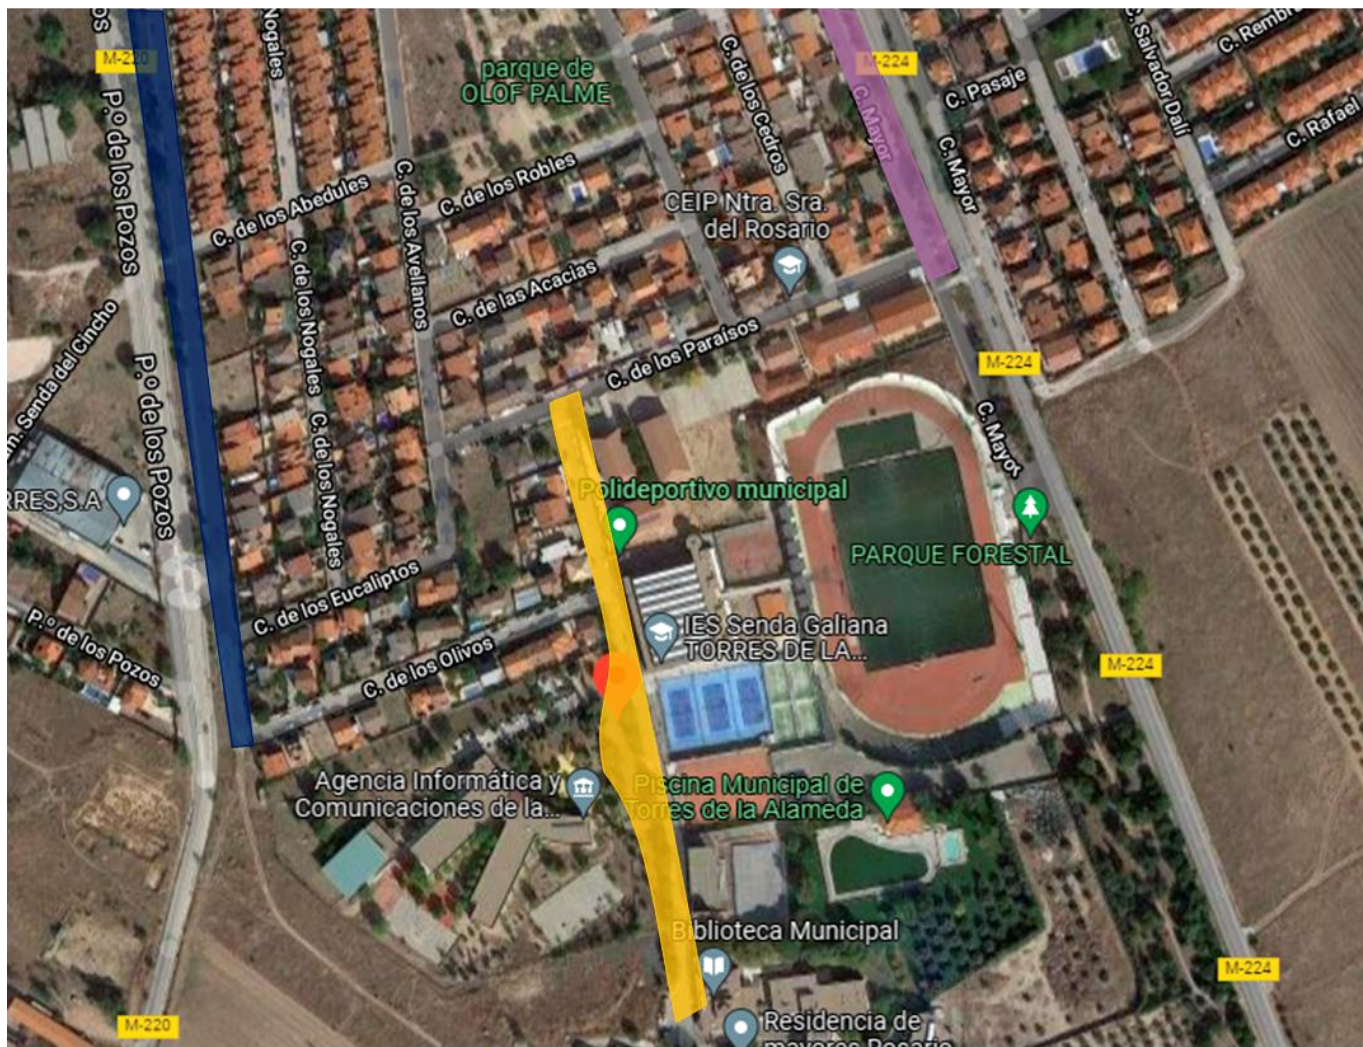 M-220
P.º de los Pozos
Nogales
parque de
OLOF PALME
C. de los Cedros
M-224
C. Mayor
C. Pasaje
C. Mayor
C. Salvador Dalí
C. Rembr
C. Rafael
C. de los Abedules
C. de los Avellanos
C. de los Robles
CEIP Ntra. Sra.
del Rosario
C. de los Nogales
C. de las Acacias
C. de los Paraísos
Senda del Cincho
P.º de los Pozos
M-224
C. Mayor
C. de los Nogales
RRES,S.A
Polideportivo municipal
PARQUE FORESTAL
C. de los Eucaliptos
IES Senda Galiana
TORRES DE LA...
P.º de los Pozos
C. de los Olivos
M-224
Agencia Informática y
Comunicaciones de la...
Piscina Municipal de
Torres de la Alameda
Biblioteca Municipal
M-224
M-220
Residencia de
mayores Rosario